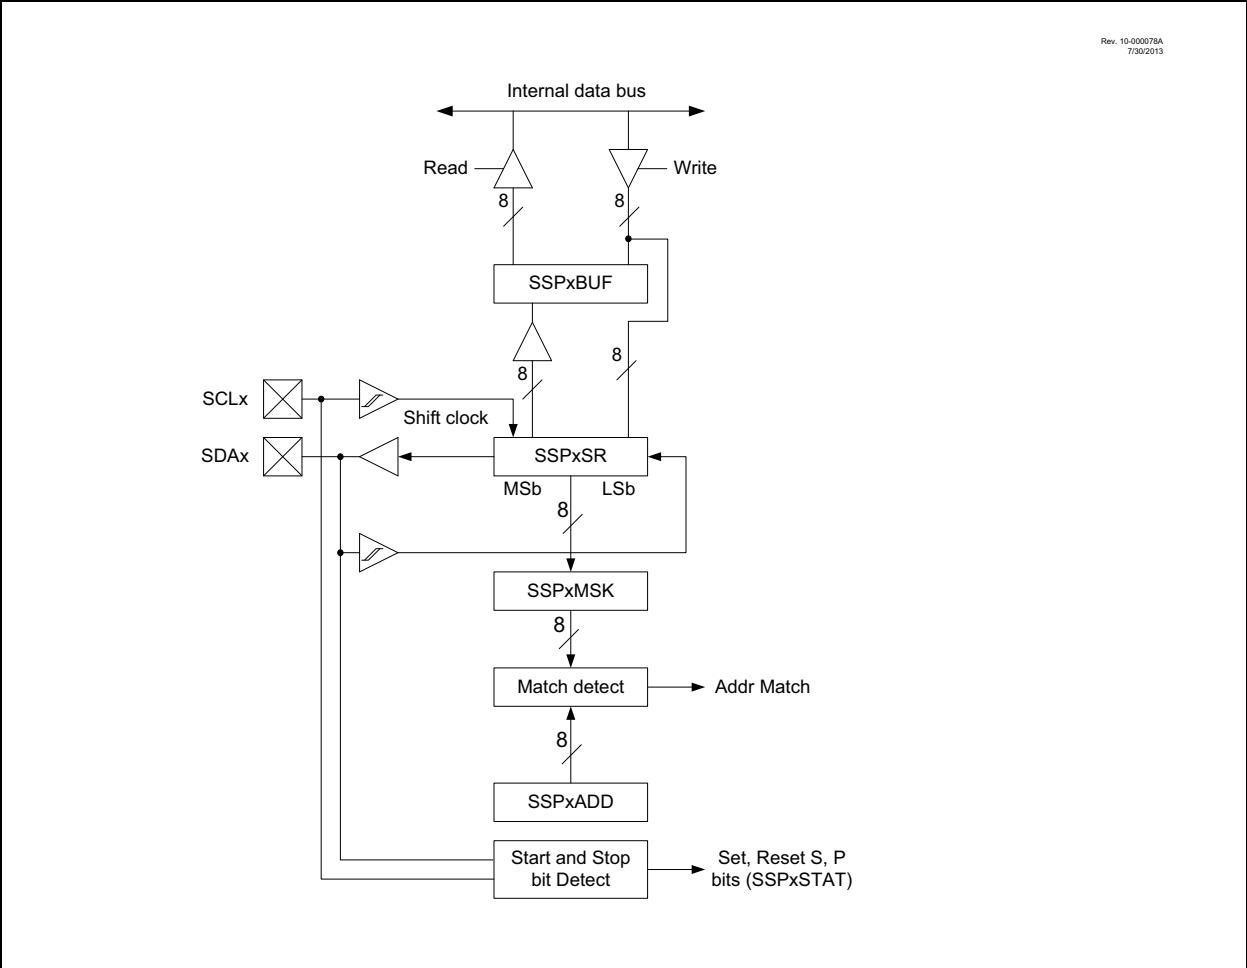 Rev. 10-000078A
7/30/2013
Internal data bus
Read
Write
8
8
SSPxBUF
8
8
SCLx
Shift clock
SDAx
SSPxSR
MSb
LSb
8
SSPxMSK
8
Match detect
Addr Match
8
SSPxADD
Start and Stop
bit Detect
Set, Reset S, P
bits (SSPxSTAT)